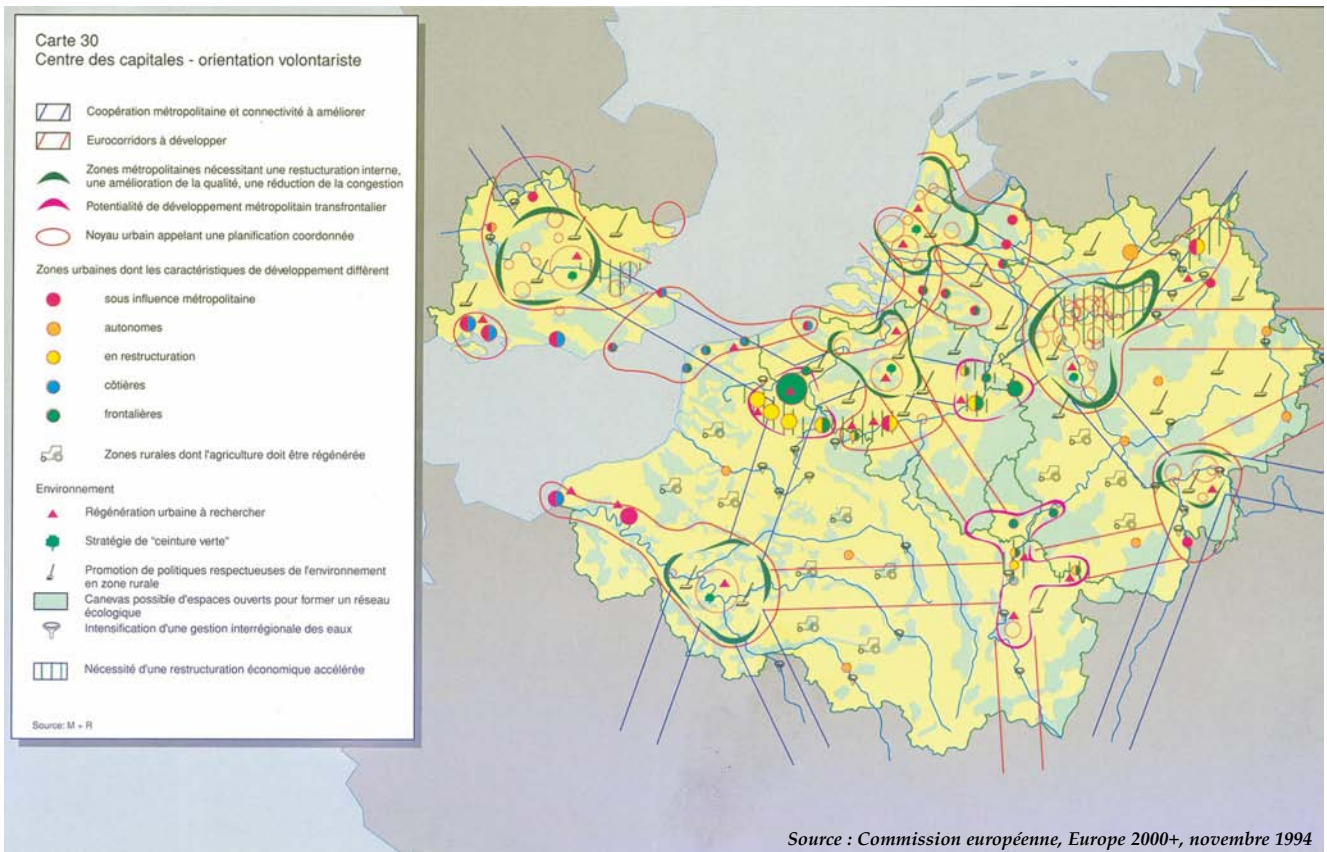 Carte 30
Centre des capitales - orientation volontariste
Coopération métropolitaine et connectivité à améliorer
Eurocorridors à développer
Zones métropolitaines nécessitant une restucturation interne,
une amélioration de la qualité, une réduction de la congestion
Potentialité de développement métropolitain transfrontalier
Noyau urbain appelant une planification coordonnée
Zones urbaines dont les caractéristiques de développement diffèrent
sous influence métropolitaine
autonomes
en restructuration
côtières
frontalières
Zones rurales dont l'agriculture doit être régénérée
Environnement
Régénération urbaine à rechercher
Stratégie de "ceinture verte"
Promotion de politiques respectueuses de l'environnement
en zone rurale
Canevas possible d'espaces ouverts pour former un réseau
écologique
Intensification d'une gestion interrégionale des eaux
Nécessité d'une restructuration économique accélérée
Source: M + R
Source : Commission européenne, Europe 2000+, novembre 1994